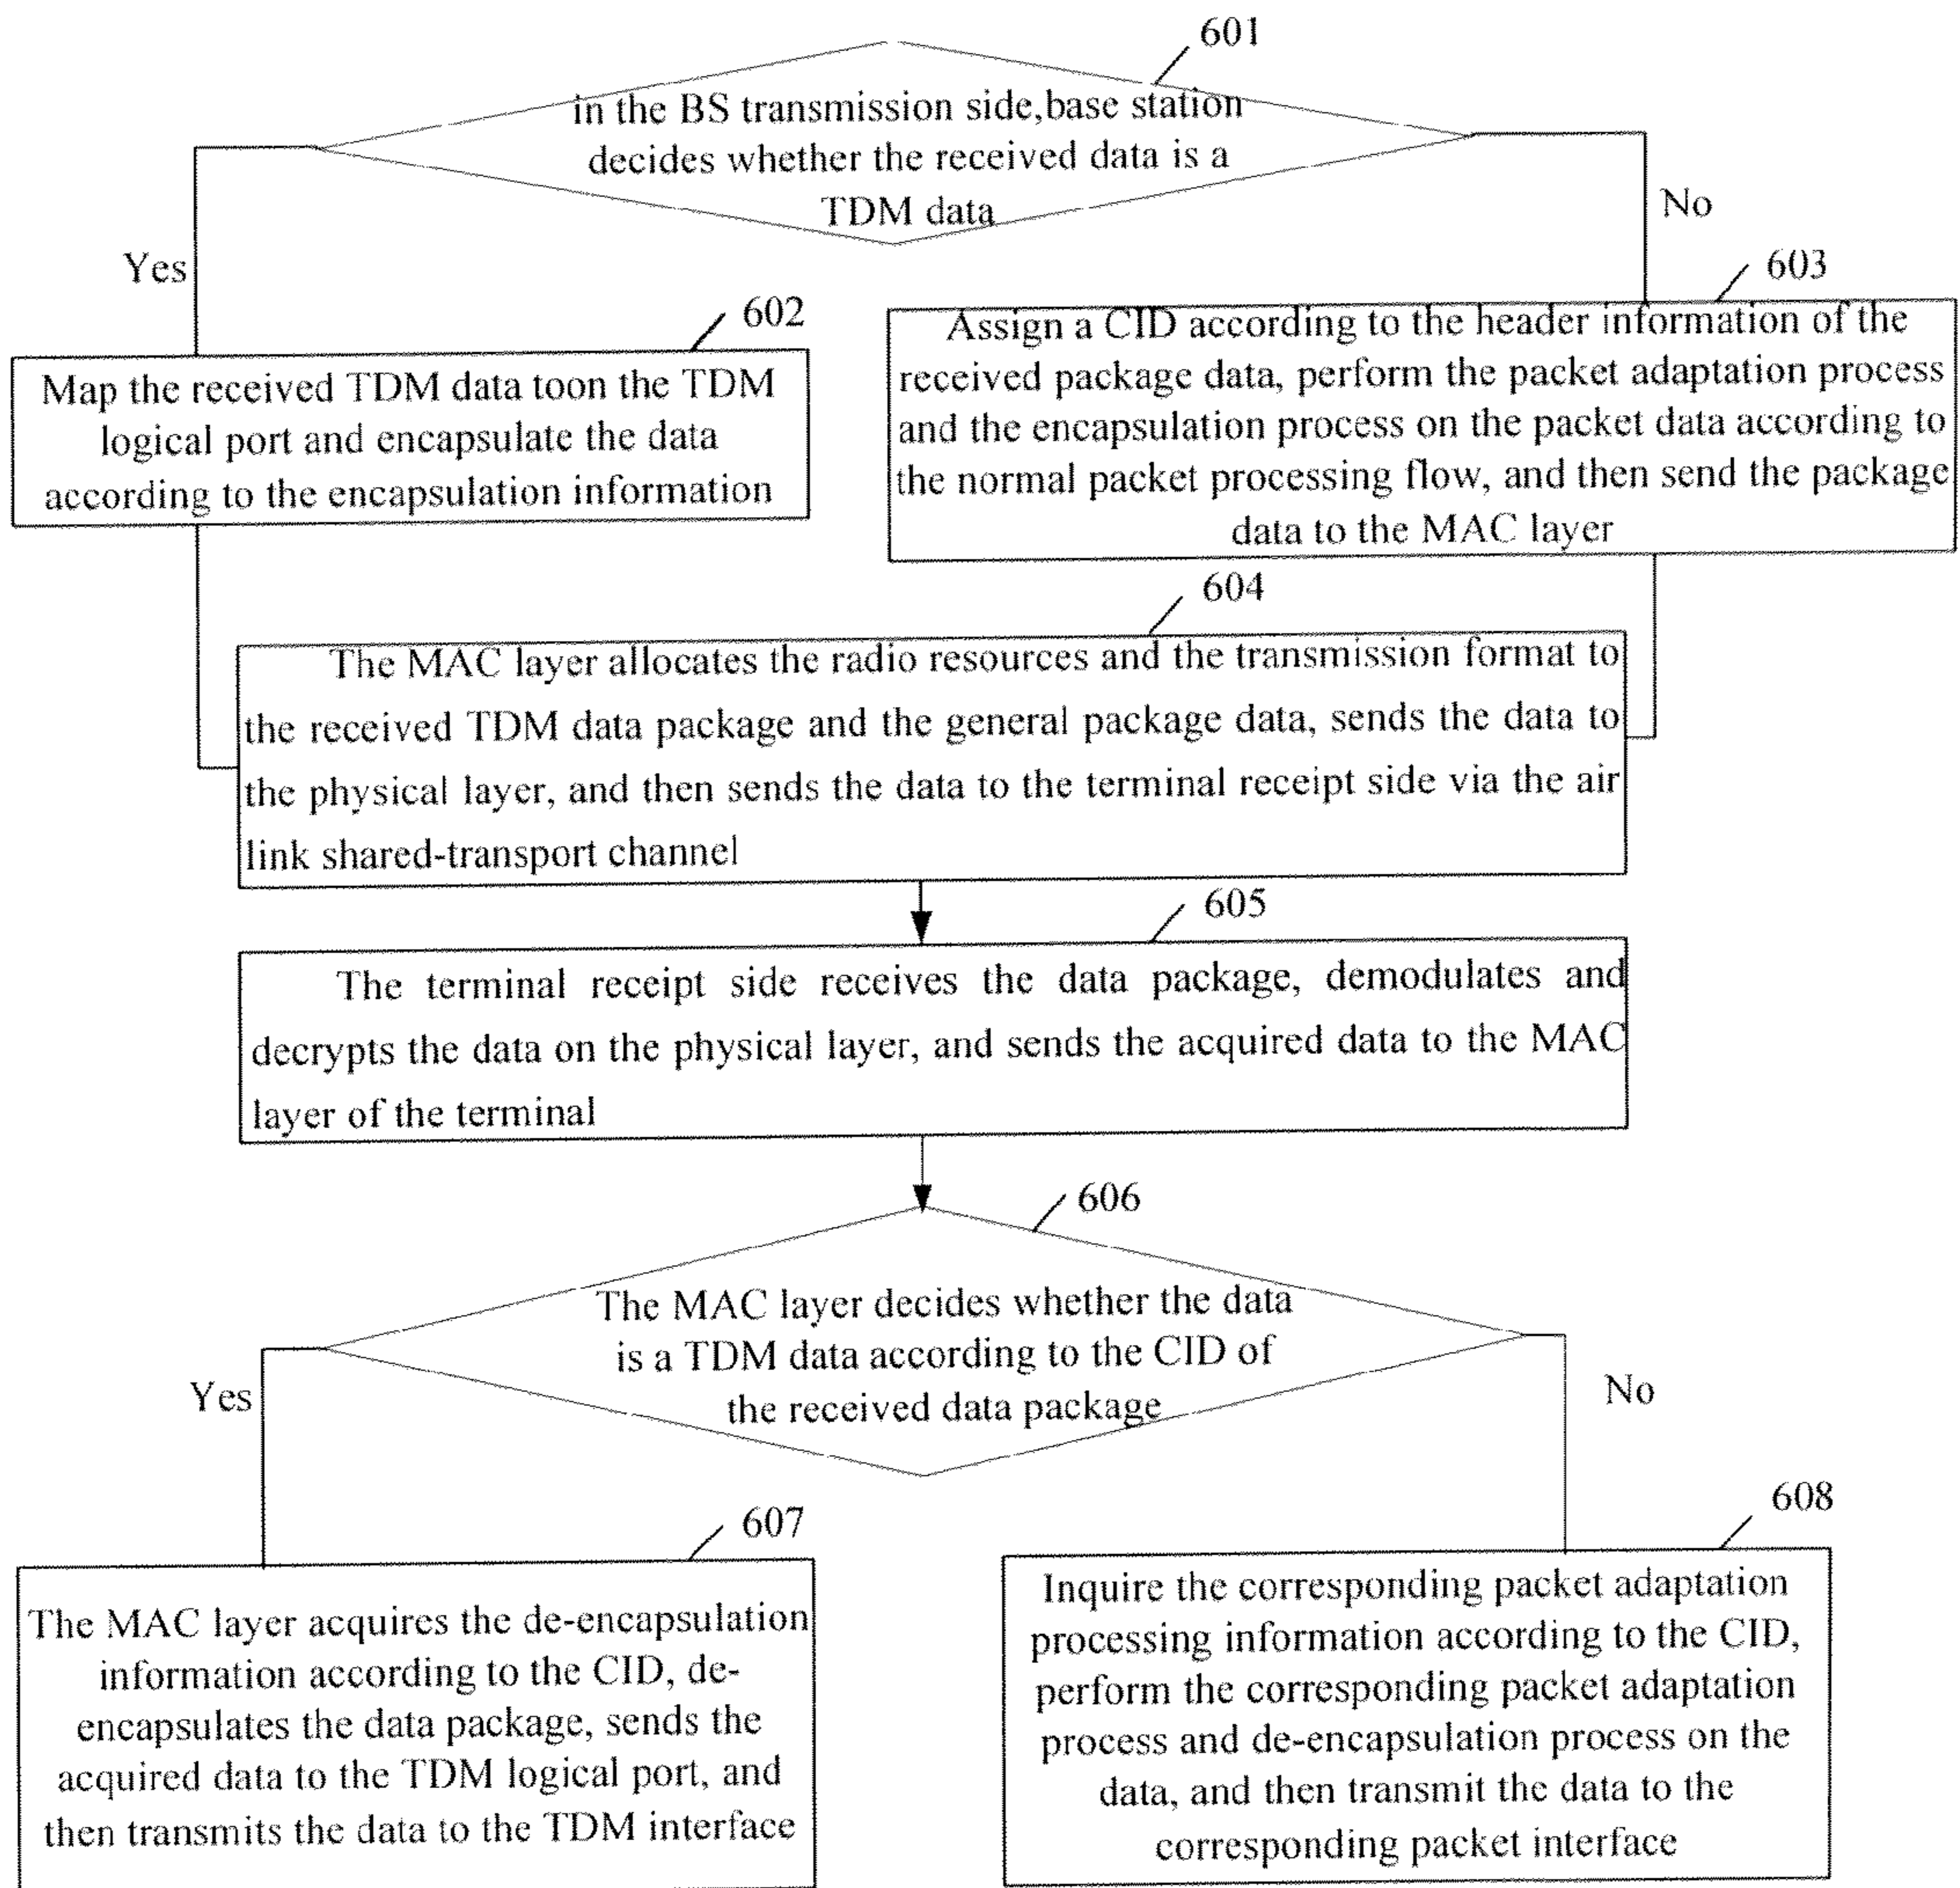 601
in the BS transmission side,base station
decides whether the received data is a
TDM data
Yes
No
602
603
Map the received TDM data toon the TDM
logical port and encapsulate the data
according to the encapsulation information
Assign a CID according to the header information of the
received package data, perform the packet adaptation process
and the encapsulation process on the packet data according to
the normal packet processing flow, and then send the package
data to the MAC layer
604
The MAC layer allocates the radio resources and the transmission format to
the received TDM data package and the general package data, sends the data to
the physical layer, and then sends the data to the terminal receipt side via the air
link shared-transport channel
605
The terminal receipt side receives the data package, demodulates and
decrypts the data on the physical layer, and sends the acquired data to the MAC
layer of the terminal
606
The MAC layer decides whether the data
is a TDM data according to the CID of
the received data package
Yes
No
607
608
The MAC layer acquires the de-encapsulation
information according to the CID, de-
encapsulates the data package, sends the
acquired data to the TDM logical port, and
then transmits the data to the TDM interface
Inquire the corresponding packet adaptation
processing information according to the CID,
perform the corresponding packet adaptation
process and de-encapsulation process on the
data, and then transmit the data to the
corresponding packet interface